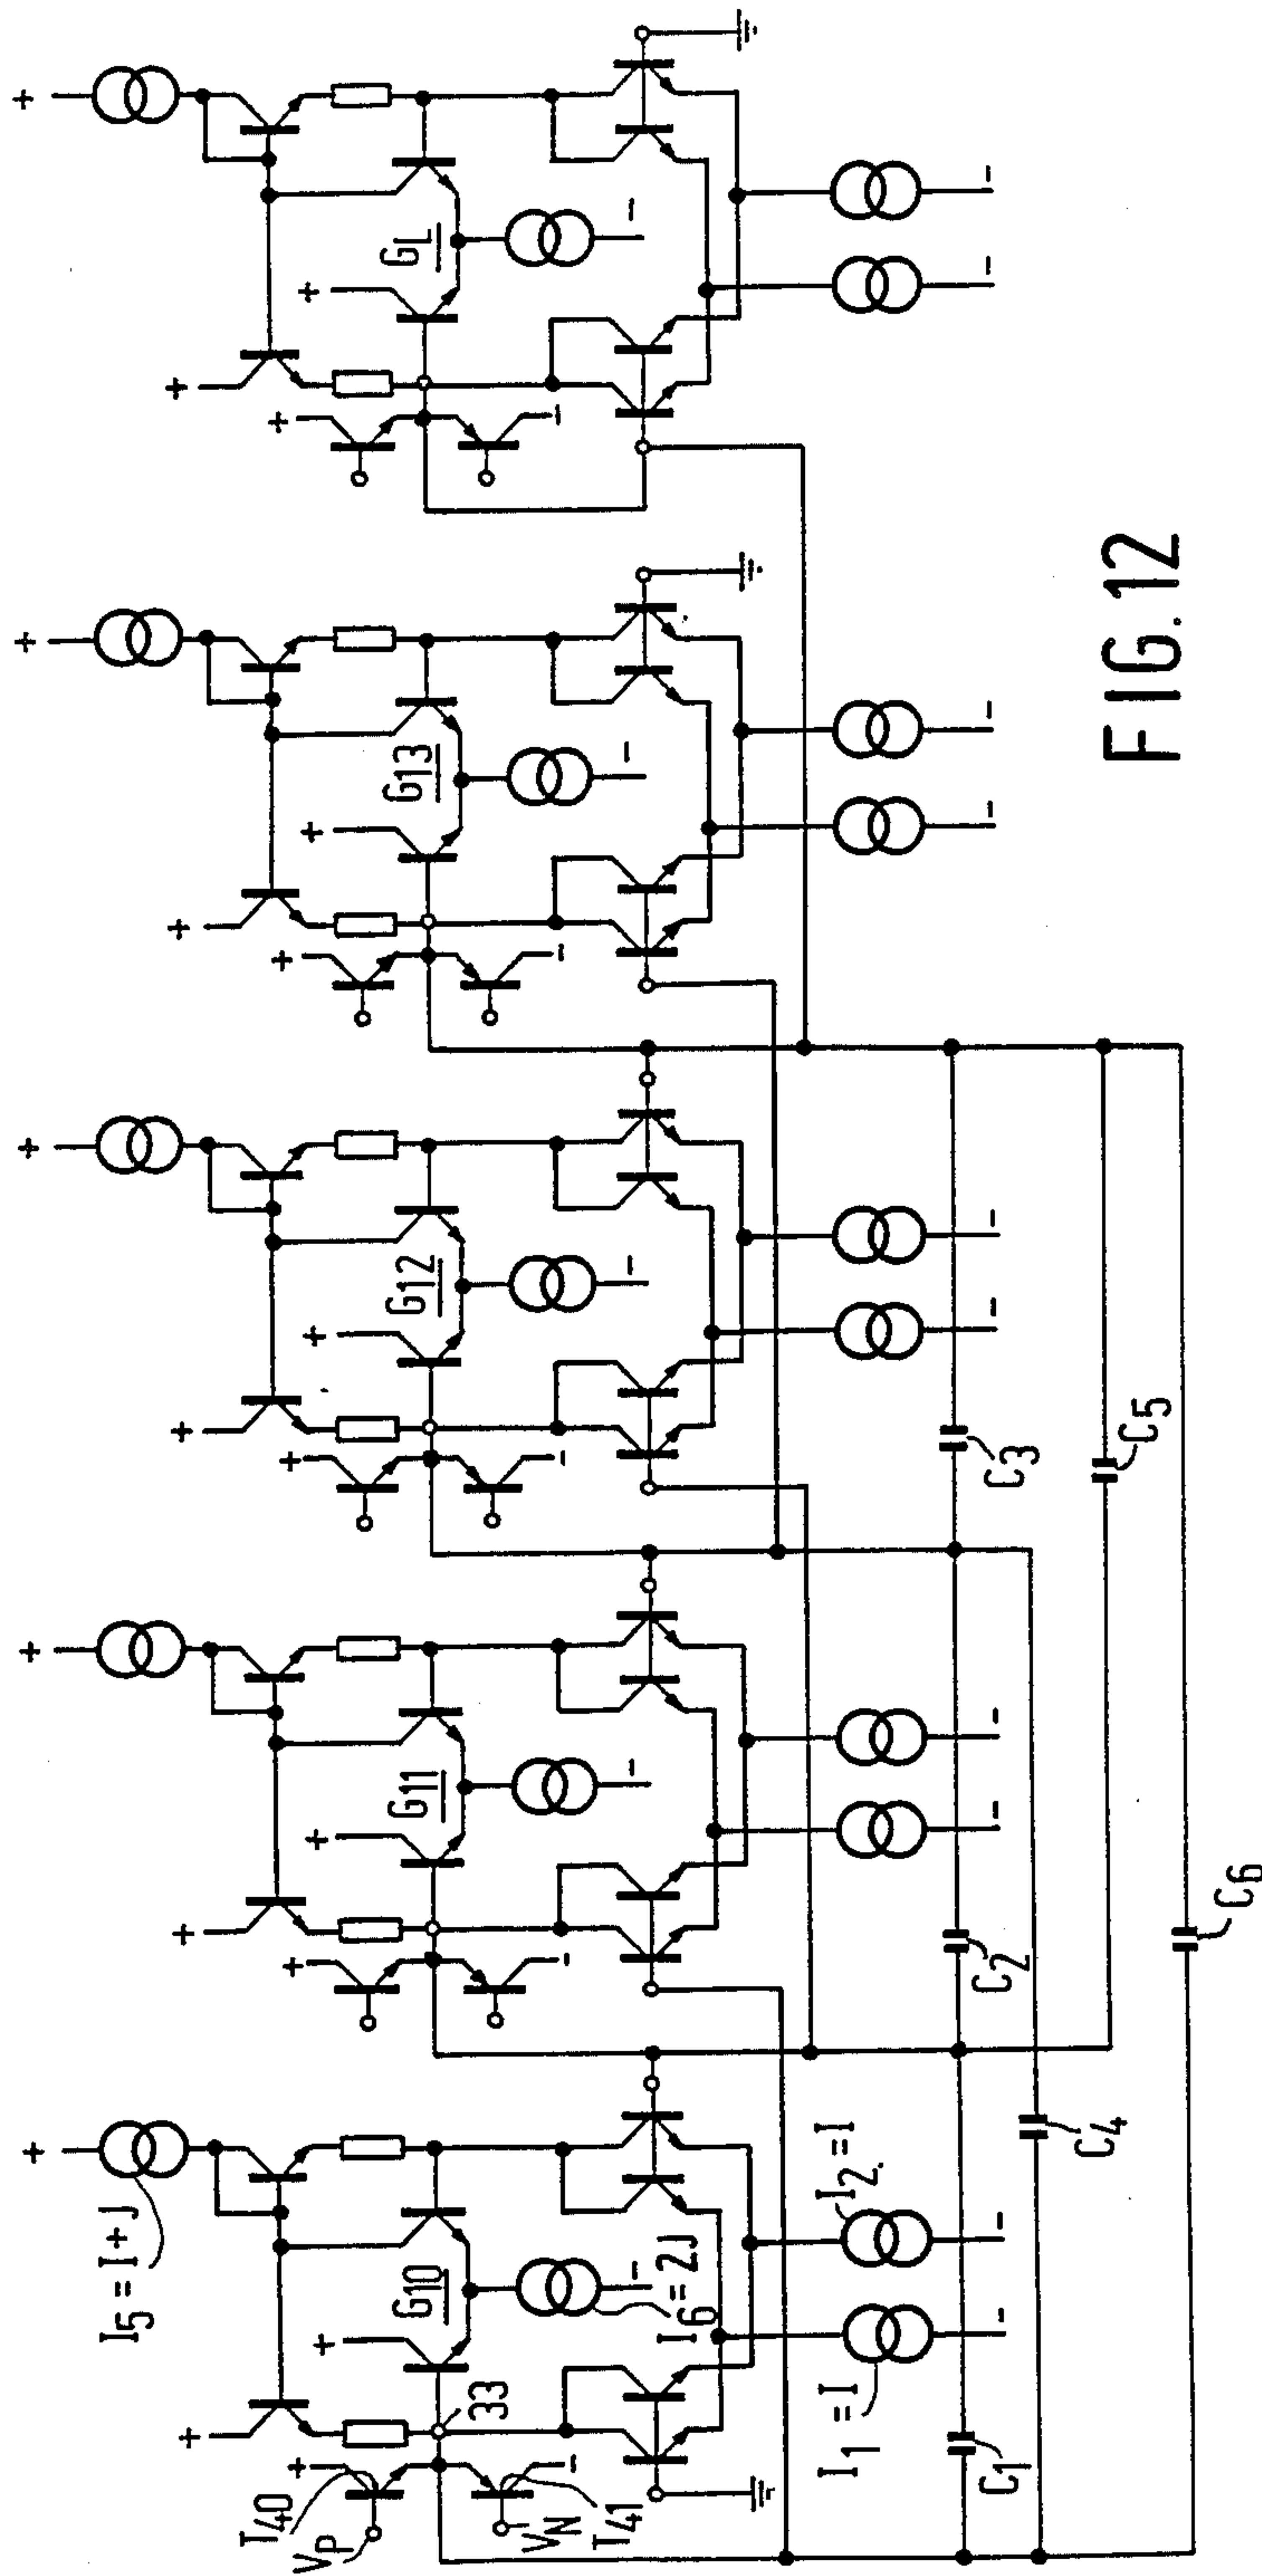 I5 = I + J
VP
T40
VN
T41
33
G10
I6 = 2J
I1 = I
I2 = I
G11
G12
G13
GL
C1
C2
C3
C4
C5
C6
FIG. 12